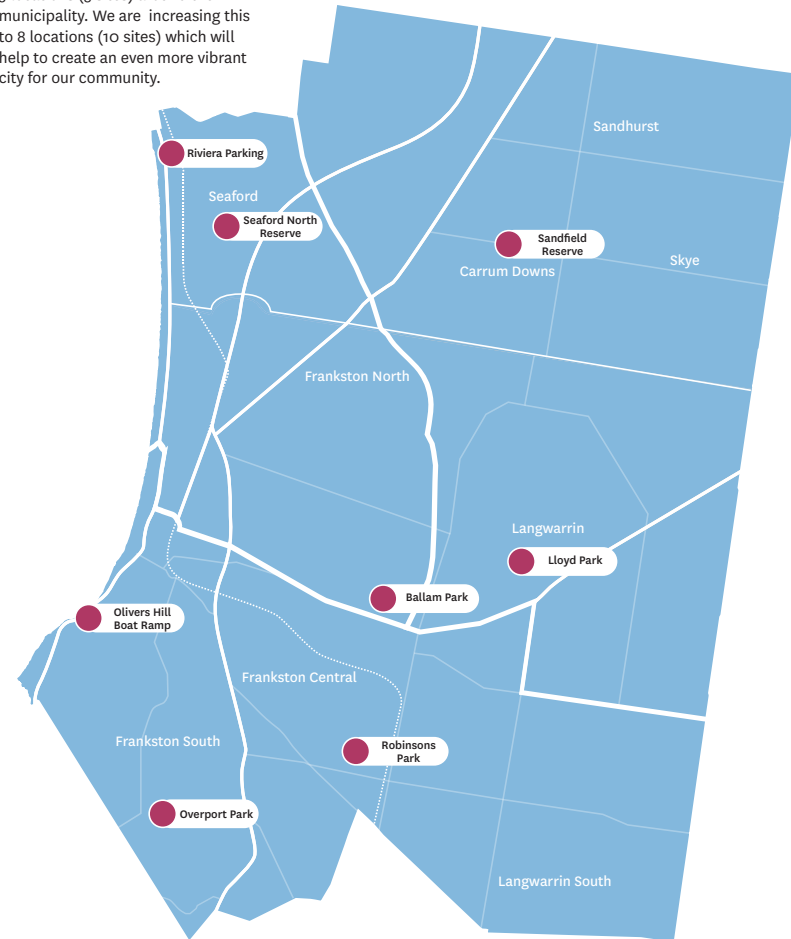 municipality. We are increasing this
to 8 locations (10 sites) which will
help to create an even more vibrant
city for our community.
Sandhurst
Riviera Parking
Seaford
Seaford North
Reserve
Sandfield
Reserve
Skye
Carrum Downs
Frankston North
Langwarrin
Lloyd Park
Ballam Park
Olivers Hill
Boat Ramp
Frankston Central
Frankston South
Robinsons
Park
Overport Park
Langwarrin South